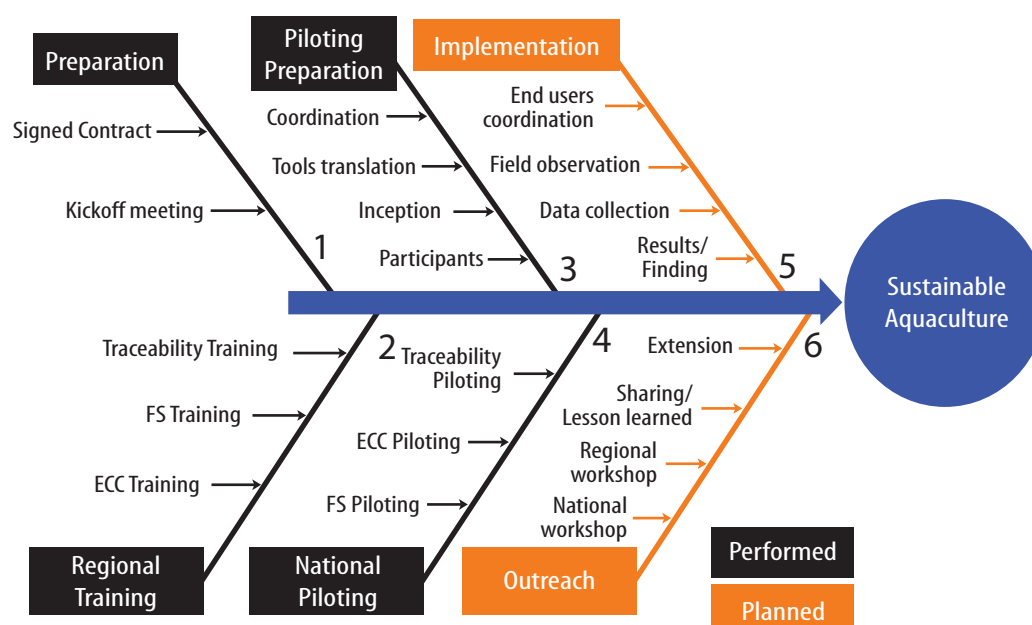 Preparation
Signed Contract
Kickoff meeting
1
Piloting
Preparation
Coordination
Tools translation
Inception
Participants
3
Implementation
End users
coordination
Field observation
Data collection
Results/
Finding
5
Sustainable
Aquaculture
2
Traceability Training
FS Training
ECC Training
Regional
Training
4
Traceability
Piloting
ECC Piloting
FS Piloting
National
Piloting
6
Extension
Sharing/
Lesson learned
Regional
workshop
National
workshop
Outreach
Performed
Planned